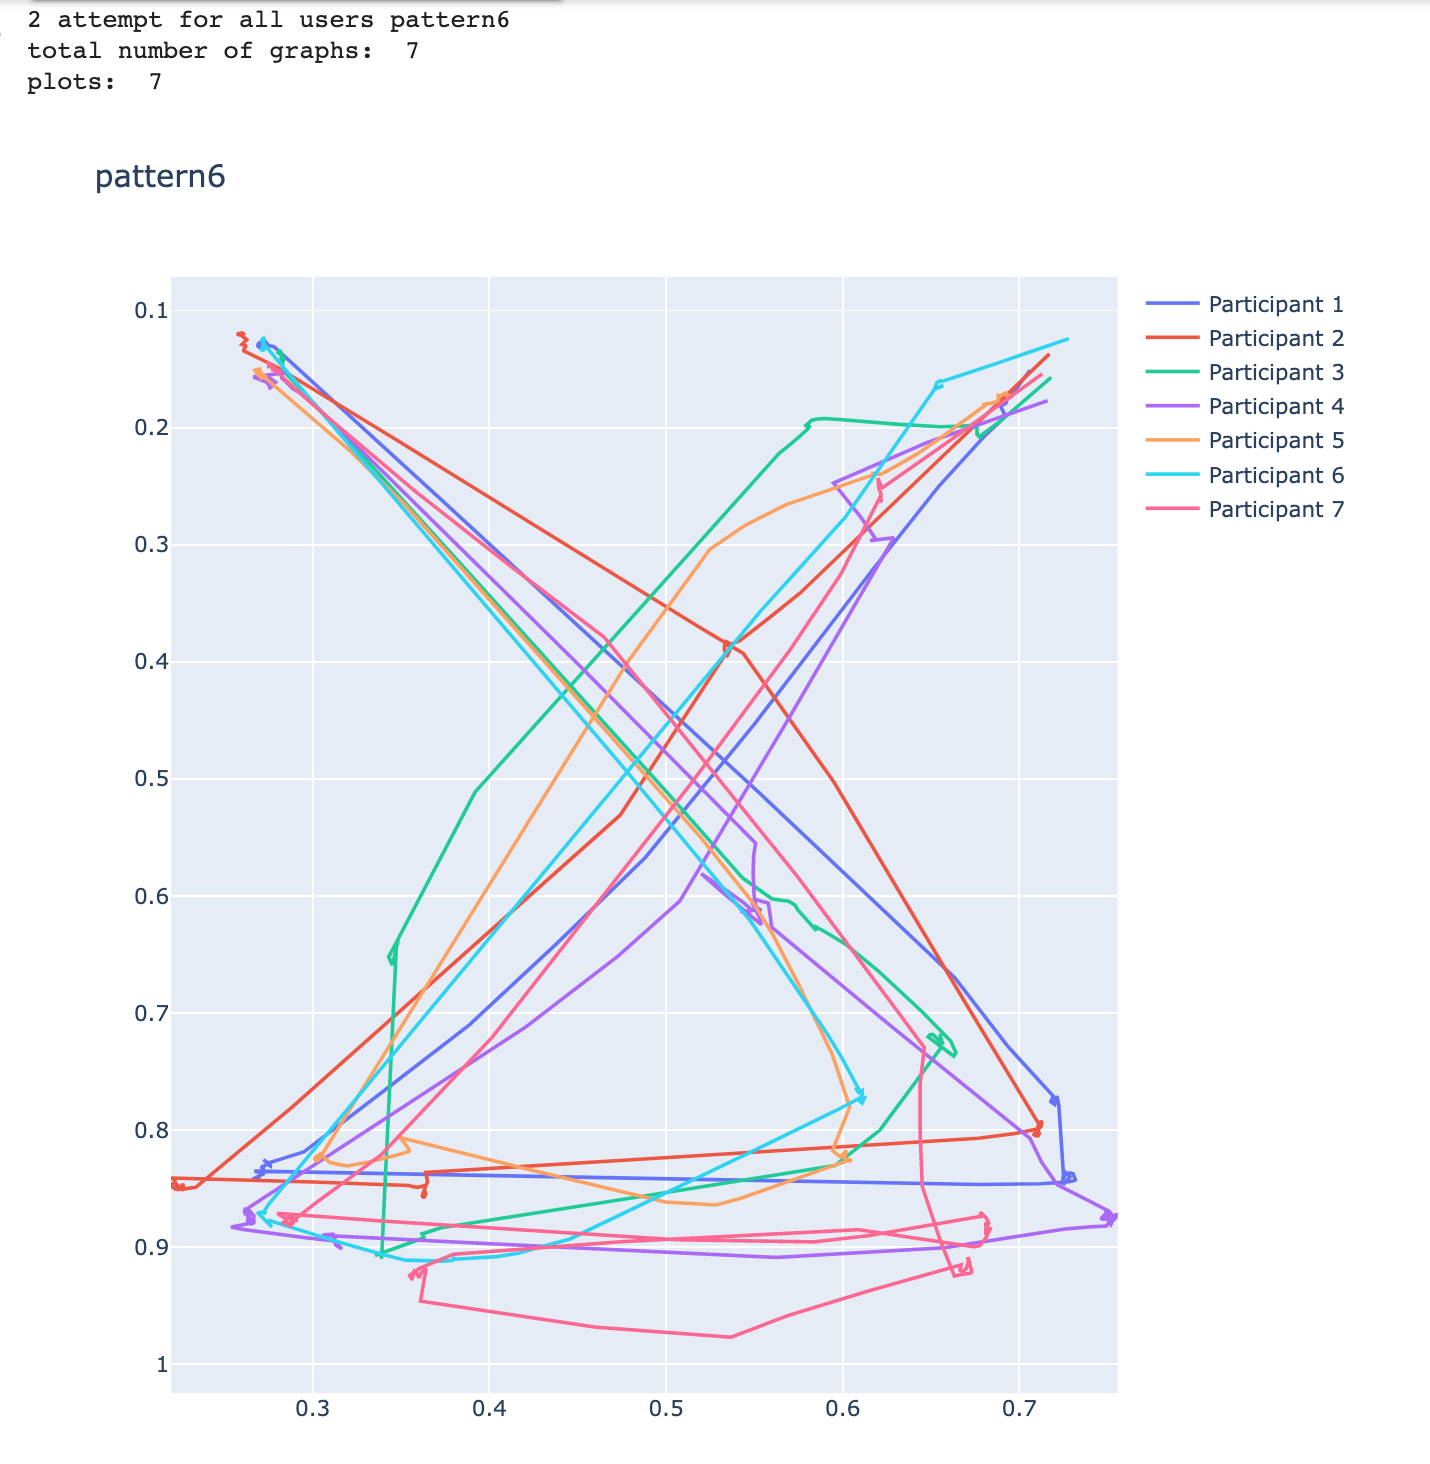 2 attempt for all users pattern6
total number of graphs:  7
plots:  7
pattern6
0.1
0.2
0.3
0.4
0.5
0.6
0.7
0.8
0.9
1
0.3 0.4 0.5 0.6 0.7
Participant 1
Participant 2
Participant 3
Participant 4
Participant 5
Participant 6
Participant 7